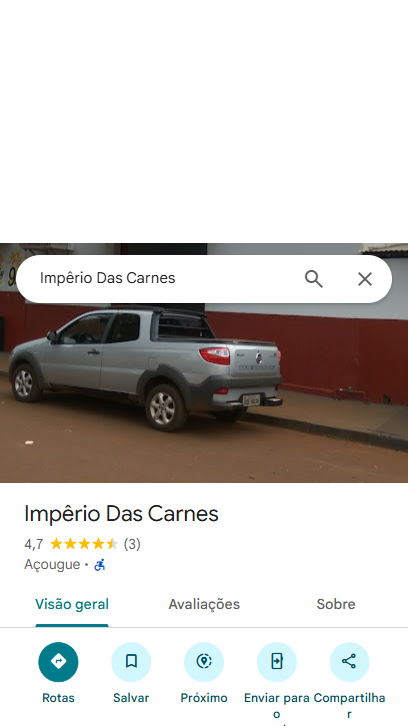 Impêrio Das Carnes
Impêrio Das Carnes
4,7 (3)
Açougue ·
Visão geral Avaliações Sobre
Rotas Salvar Próximo Enviar para o Compartilhar